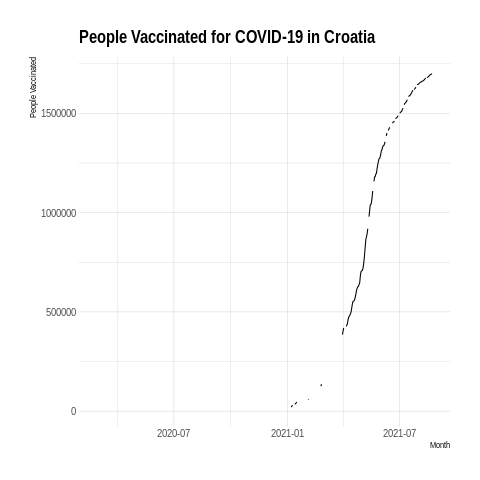 People Vaccinated for COVID-19 in Croatia
People Vaccinated
1500000
1000000
500000
0
2020-07 2021-01 2021-07
Month